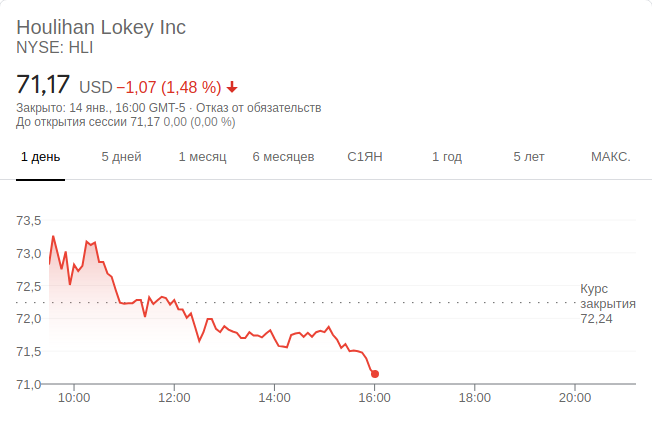 Houlihan Lokey Inc
NYSE: HLI
71,17 USD −1,07 (1,48 %)
Закрыто: 14 янв., 16:00 GMT-5 · Отказ от обязательств
До открытия сессии 71,17 0,00 (0,00 %)
1 день 5 дней 1 месяц 6 месяцев С1ЯН 1 год 5 лет МАКС.
73,5
73,0
72,5
72,0
71,5
71,0
Курс
закрытия
72,24
10:00 12:00 14:00 16:00 18:00 20:00